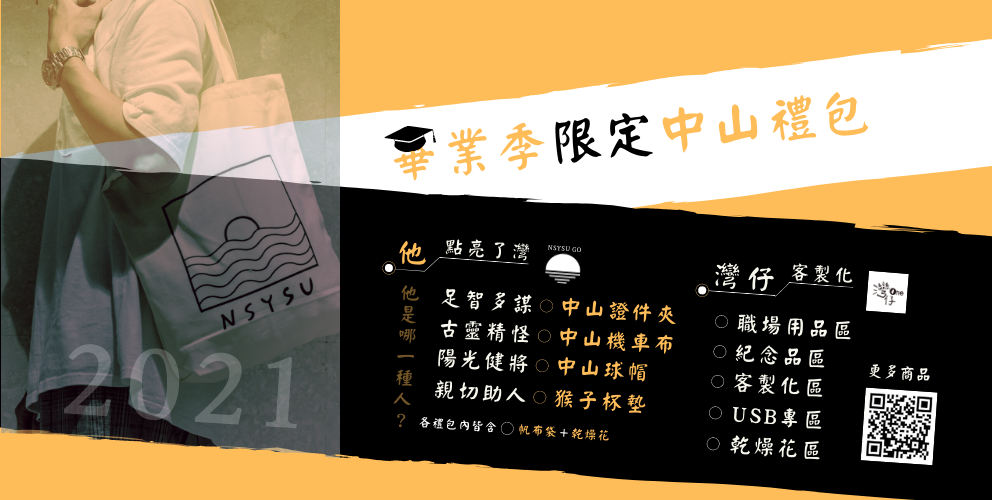 畢業季限定中山禮包
NSYSU
2021
他 點亮了灣
NSYSU GO
他是哪一種人？
足智多謀 中山證件夾
古靈精怪 中山機車布
陽光健將 中山球帽
親切助人 猴子杯墊
各禮包內皆含 帆布袋+乾燥花
灣仔 客製化
灣仔 one
職場用品區
紀念品區
客製化區
USB專區
乾燥花區
更多商品